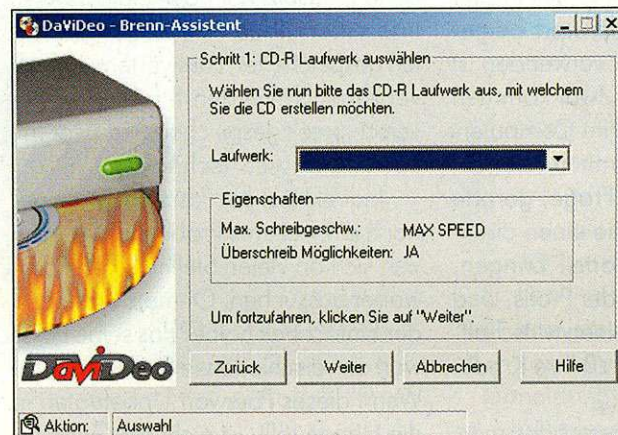 DaViDeo - Brenn-Assistent
Schritt 1: CD-R Laufwerk auswählen
Wählen Sie nun bitte das CD-R Laufwerk aus, mit welchem
Sie die CD erstellen möchten.
Laufwerk:
Eigenschaften
Max. Schreibgeschw.: MAX SPEED
Überschreib Möglichkeiten: JA
Um fortzufahren, klicken Sie auf "Weiter".
DaViDeo
Zurück Weiter Abbrechen Hilfe
Aktion: Auswahl